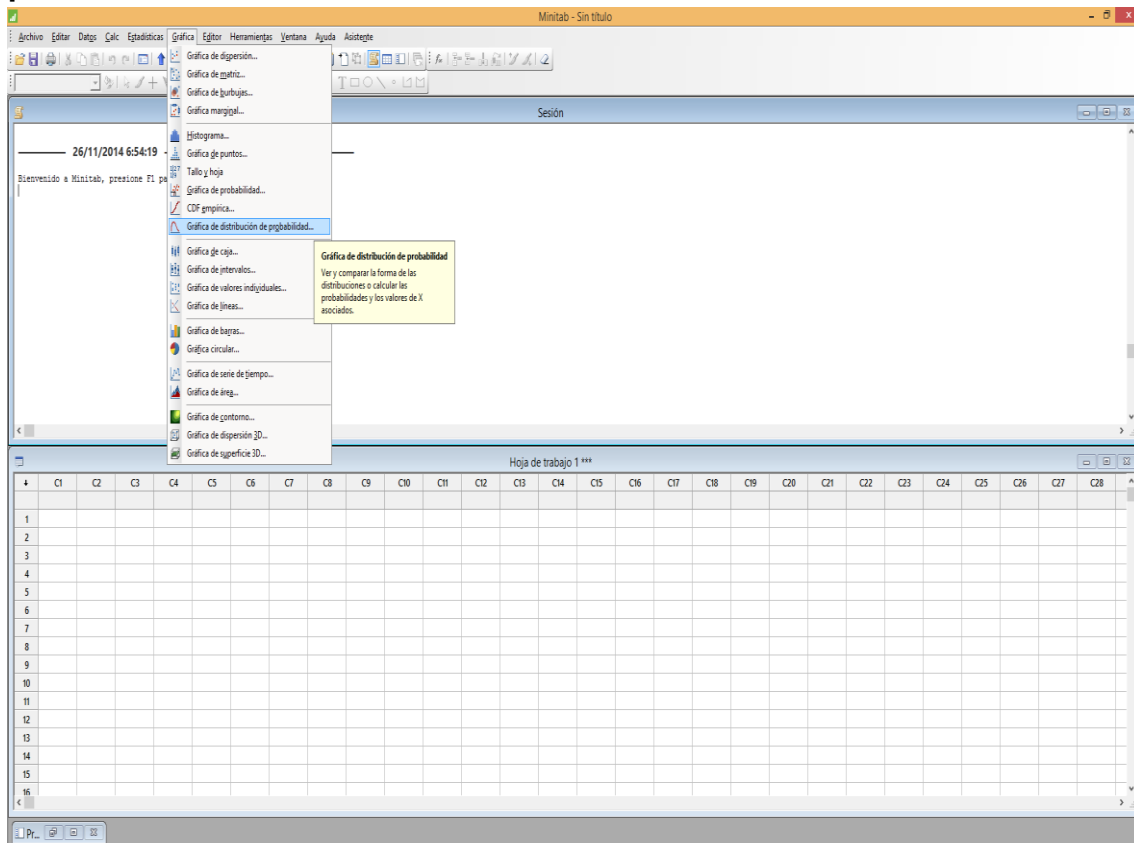 Minitab - Sin título
Archivo Editar Datos Calc Estadísticas Gráfica Editor Herramientas Ventana Ayuda Asistente
Sesión
26/11/2014 6:54:19
Bienvenido a Minitab, presione F1
Gráfica de dispersión...
Gráfica de matriz...
Gráfica de burbujas...
Gráfica marginal...
Histograma...
Gráfica de puntos...
Tallo y hoja
Gráfica de probabilidad...
CDF empírica...
Gráfica de distribución de probabilidad...
Gráfica de caja...
Gráfica de intervalos...
Gráfica de valores individuales...
Gráfica de líneas...
Gráfica de barras...
Gráfica circular...
Gráfica de serie de tiempo...
Gráfica de área...
Gráfica de contorno...
Gráfica de dispersión 3D...
Gráfica de superficie 3D...
Gráfica de distribución de probabilidad
Ver y comparar la forma de las
distribuciones o calcular las
probabilidades y los valores de X
asociados.
Hoja de trabajo 1 ***
C1 C2 C3 C4 C5 C6 C7 C8 C9 C10 C11 C12 C13 C14 C15 C16 C17 C18 C19 C20 C21 C22 C23 C24 C25 C26 C27 C28
1
2
3
4
5
6
7
8
9
10
11
12
13
14
15
16
Pr...